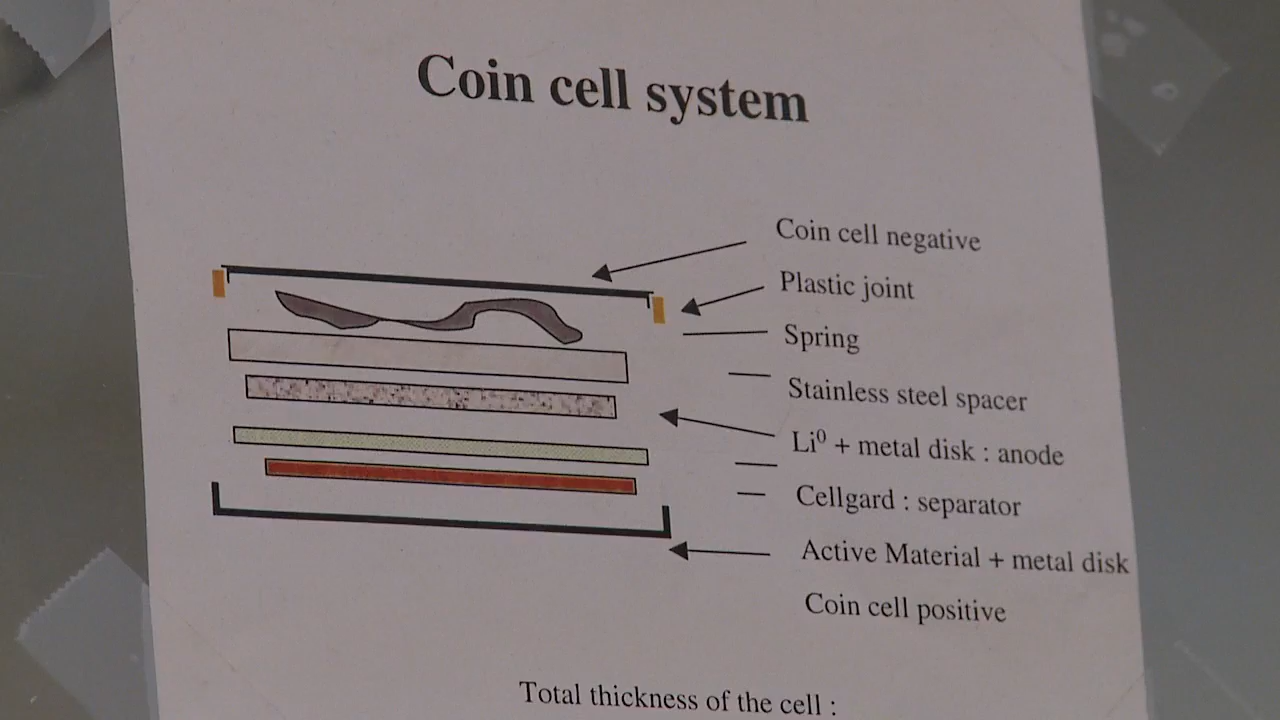 Coin cell system
Coin cell negative
Plastic joint
Spring
Stainless steel spacer
Li⁰ + metal disk : anode
Cellgard : separator
Active Material + metal disk
Coin cell positive
Total thickness of the cell :